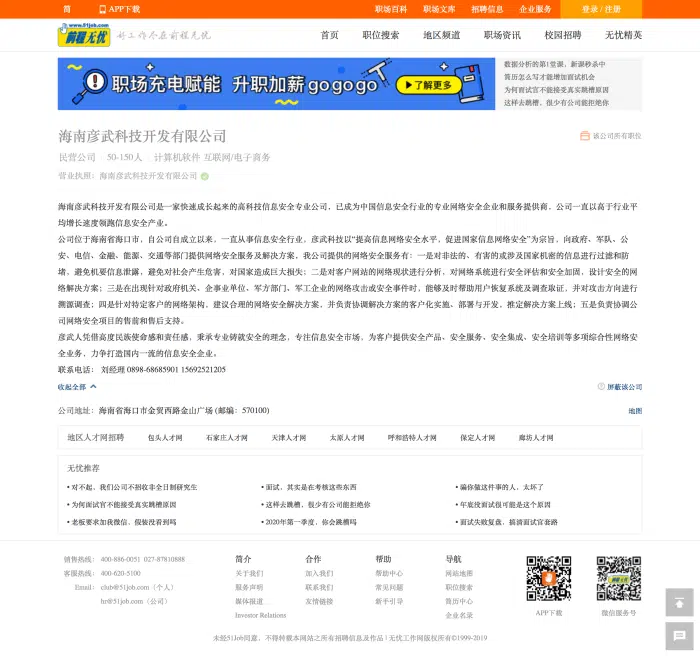 简 APP下载 职场百科 职场文库 招聘信息 企业服务 登录 / 注册
www.51job.com
前程无忧 好工作尽在前程无忧 首页 职位搜索 地区频道 职场资讯 校园招聘 无忧精英
职场充电赋能 升职加薪gogogo 了解更多
数据分析的第1堂课，新课秒杀中
简历怎么写才能增加面试机会
为何面试官不能接受真实跳槽原因
这样去跳槽，很少有公司能拒绝你
海南彦武科技开发有限公司 该公司所有职位
民营公司 50-150人 计算机软件 互联网/电子商务
营业执照：海南彦武科技开发有限公司
海南彦武科技开发有限公司是一家快速成长起来的高科技信息安全专业公司，已成为中国信息安全行业的专业网络安全企业和服务提供商，公司一直以高于行业平
均增长速度领跑信息安全产业。
公司位于海南省海口市，自公司自成立以来，一直从事信息安全行业，彦武科技以“提高信息网络安全水平，促进国家信息网络安全”为宗旨，向政府、军队、公
安、电信、金融、能源、交通等部门提供网络安全服务及解决方案，我公司提供的网络安全服务有：一是对非法的、有害的或涉及国家机密的信息进行过滤和防
堵，避免机要信息泄露，避免对社会产生危害，对国家造成巨大损失；二是对客户网站的网络现状进行分析，对网络系统进行安全评估和安全加固，设计安全的网
络解决方案；三是在出现针对政府机关、企事业单位、军方部门、军工企业的网络攻击或安全事件时，能够及时帮助用户恢复系统及调查取证，并对攻击方向进行
溯源调查；四是针对特定客户的网络架构，建议合理的网络安全解决方案，并负责协调解决方案的客户化实施、部署与开发，推定解决方案上线；五是负责协调公
司网络安全项目的售前和售后支持。
彦武人凭借高度民族使命感和责任感，秉承专业铸就安全的理念，专注信息安全市场，为客户提供安全产品、安全服务、安全集成、安全培训等多项综合性网络安
全业务，力争打造国内一流的信息安全企业。
联系电话： 刘经理 0898-68685901 15692521205
收起全部 屏蔽该公司
公司地址：海南省海口市金贸西路金山广场 (邮编：570100) 地图
地区人才网招聘 包头人才网 石家庄人才网 天津人才网 太原人才网 呼和浩特人才网 保定人才网 廊坊人才网
无忧推荐
• 对不起，我们公司不招收非全日制研究生 • 面试，其实是在考核这些东西 • 偏你做这件事的人，太坏了
• 为何面试官不能接受真实跳槽原因 • 这样去跳槽，很少有公司能拒绝你 • 年底没面试很可能是这个原因
• 老板要求加我微信，假装没看到吗 • 2020年第一季度，你会跳槽吗 • 面试失败复盘，搞清面试官套路
销售热线： 400-886-0051 027-87810888 简介 合作 帮助 导航
客服热线： 400-620-5100 关于我们 加入我们 帮助中心 网站地图
Email： club@51job.com（个人） 服务声明 联系我们 常见问题 职位搜索
hr@51job.com（公司） 媒体报道 友情链接 新手引导 简历中心
Investor Relations 企业名录
APP下载 微信服务号
未经51Job同意，不得转载本网站之所有招聘信息及作品 | 无忧工作网版权所有©1999-2019